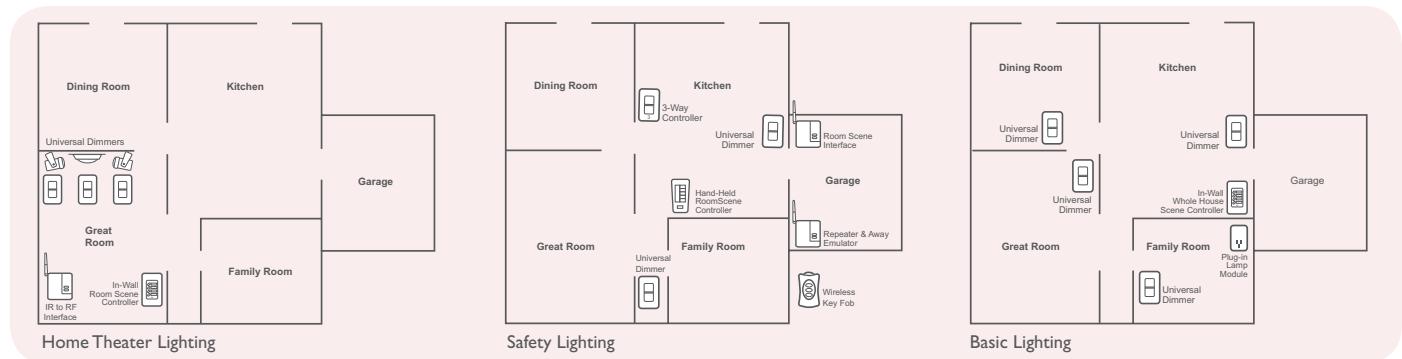 Dining Room
Kitchen
Universal Dimmers
Garage
Great
Room
Family Room
In-Wall
Room Scene
Controller
IR to RF
Interface
Home Theater Lighting
Dining Room
Kitchen
3-Way
Controller
Universal
Dimmer
Room Scene
Interface
Hand-Held
RoomScene
Controller
Garage
Great Room
Family Room
Repeater & Away
Emulator
Universal
Dimmer
Wireless
Key Fob
Safety Lighting
Dining Room
Kitchen
Universal
Dimmer
Universal
Dimmer
Universal
Dimmer
In-Wall
Whole House
Scene Controller
Garage
Great Room
Family Room
Plug-in
Lamp
Module
Universal
Dimmer
Basic Lighting